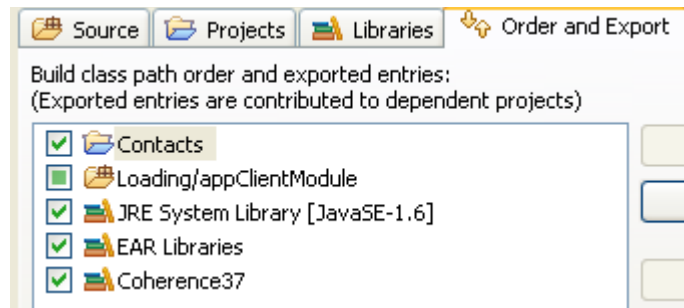 Source Projects Libraries Order and Export
Build class path order and exported entries:
(Exported entries are contributed to dependent projects)
Contacts
Loading/appClientModule
JRE System Library [JavaSE-1.6]
EAR Libraries
Coherence37